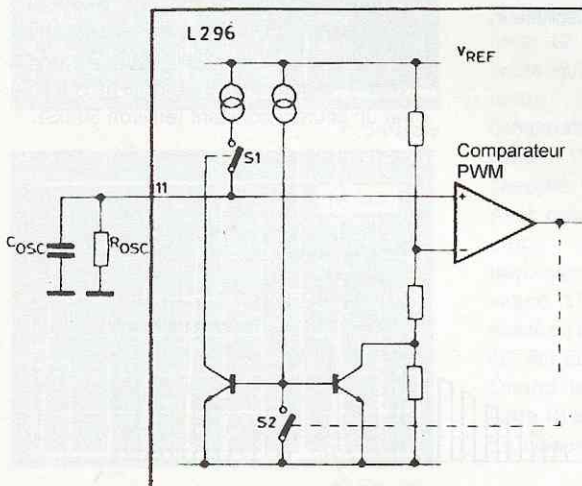 L296
VREF
S1
Comparateur
PWM
11
+
−
COSC
ROSC
S2